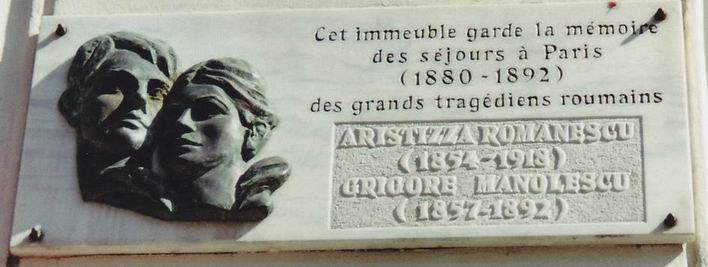 Cet immeuble garde la mémoire
des séjours à Paris
(1880-1892)
des grands tragédiens roumains
ARISTIZZA ROMANESCU
(1854-1918)
GRIGORE MANOLESCU
(1857-1892)